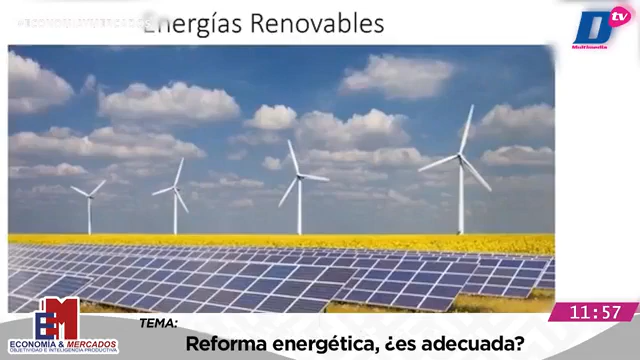 Energías Renovables
D tv
Multimedia
11:57
EM
ECONOMÍA & MERCADOS
OBJETIVIDAD E INTELIGENCIA PRODUCTIVA
TEMA:
Reforma energética, ¿es adecuada?